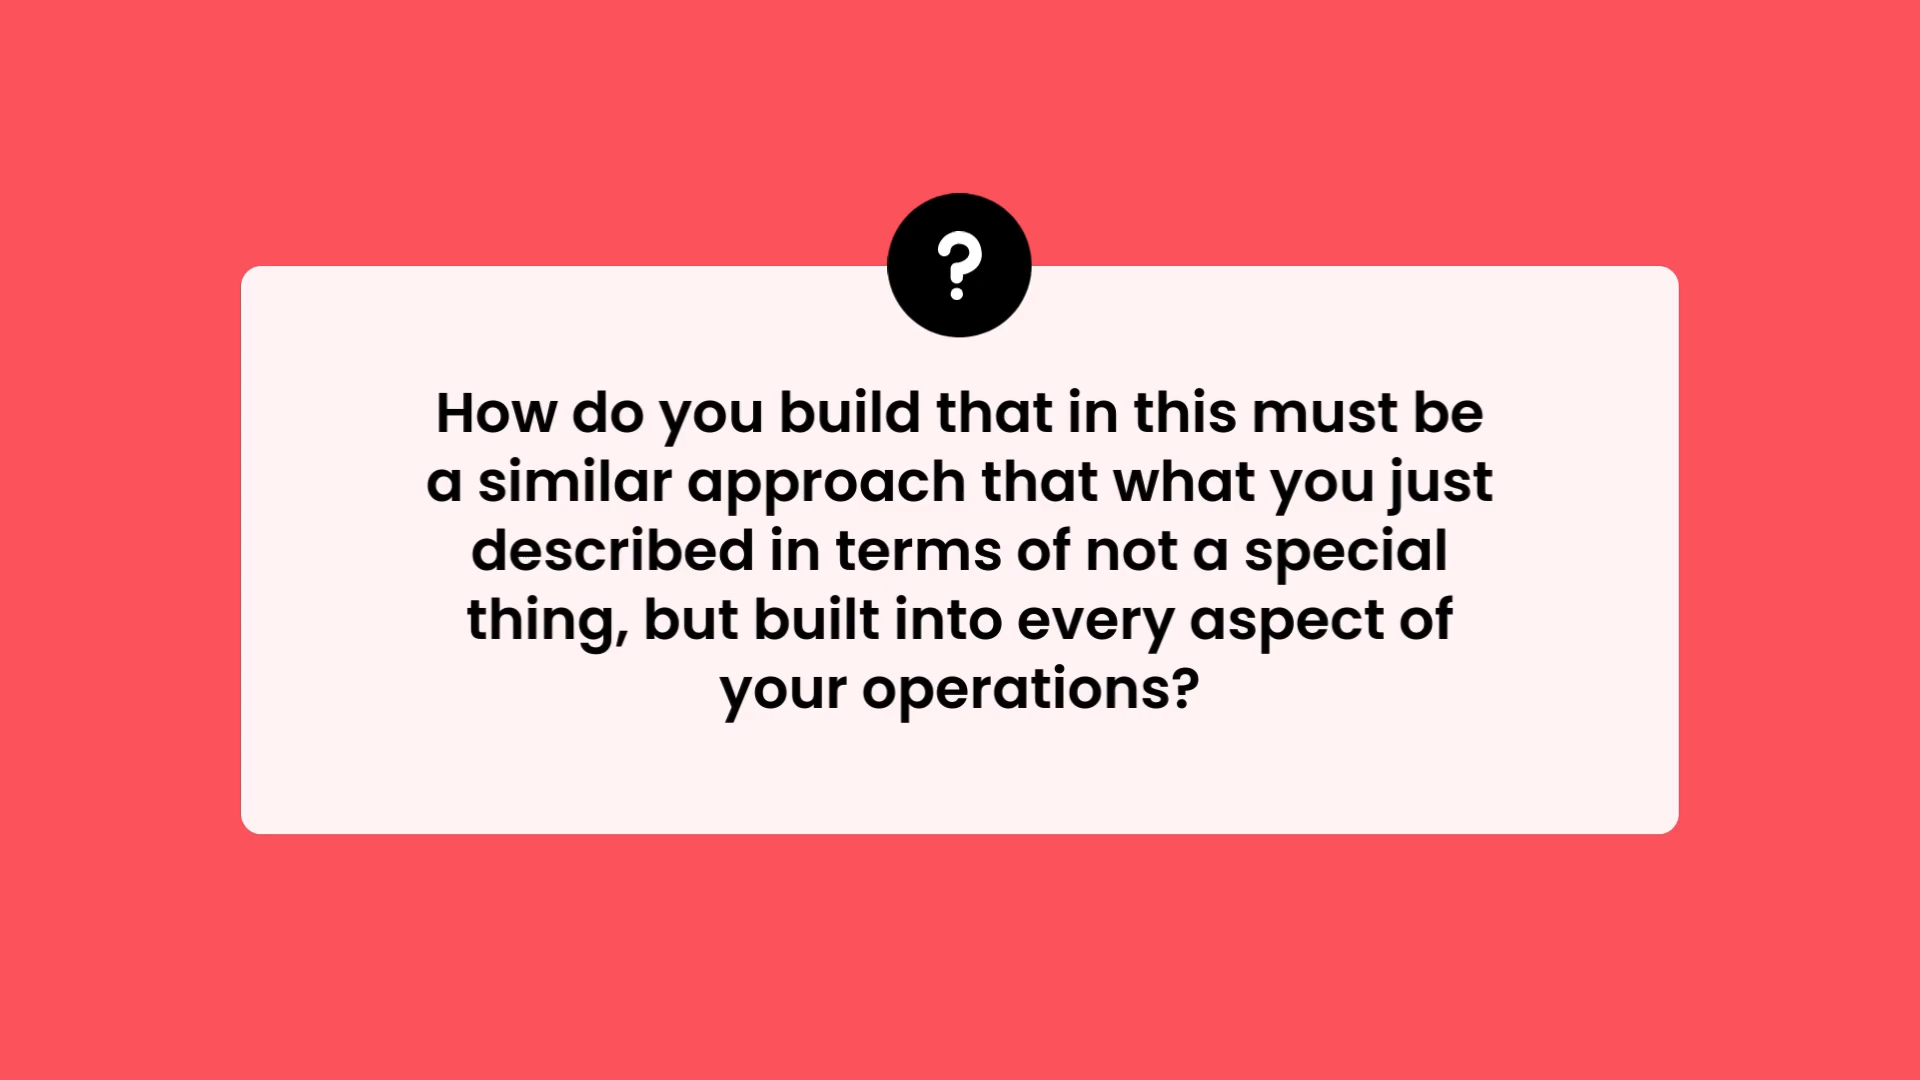 ?
How do you build that in this must be
a similar approach that what you just
described in terms of not a special
thing, but built into every aspect of
your operations?